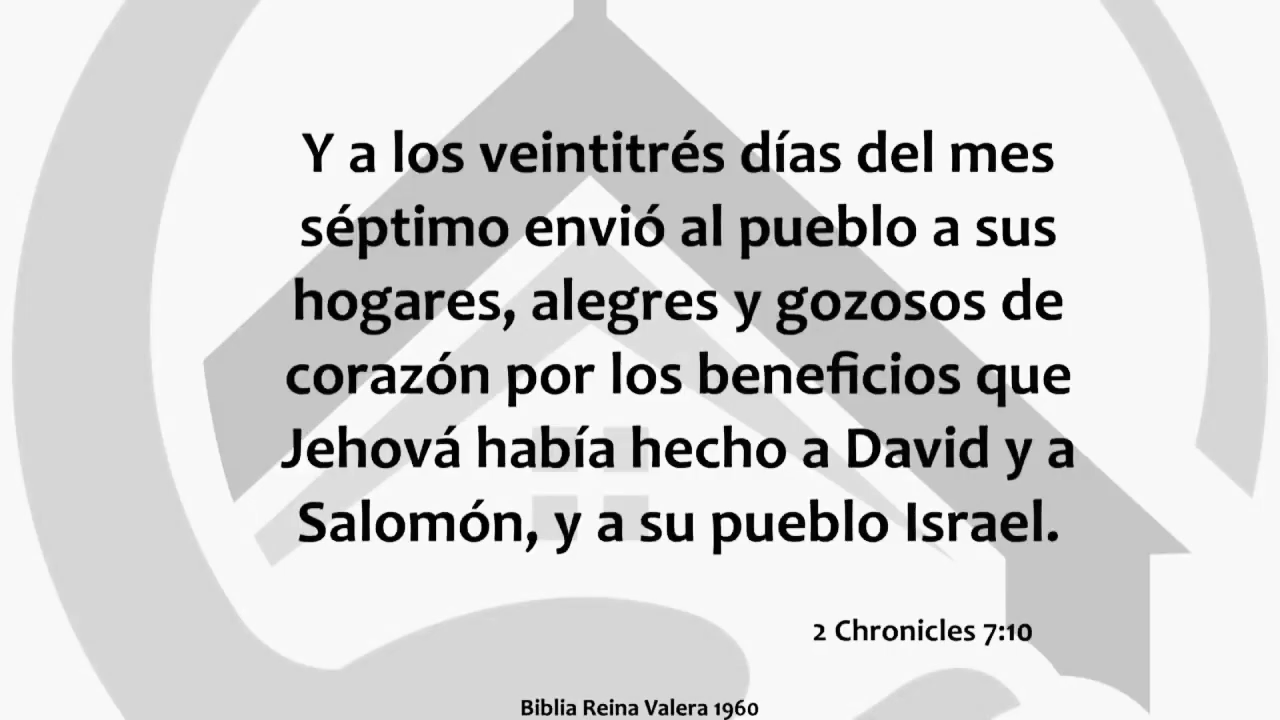 Y a los veintitrés días del mes
séptimo envió al pueblo a sus
hogares, alegres y gozosos de
corazón por los beneficios que
Jehová había hecho a David y a
Salomón, y a su pueblo Israel.
2 Chronicles 7:10
Biblia Reina Valera 1960